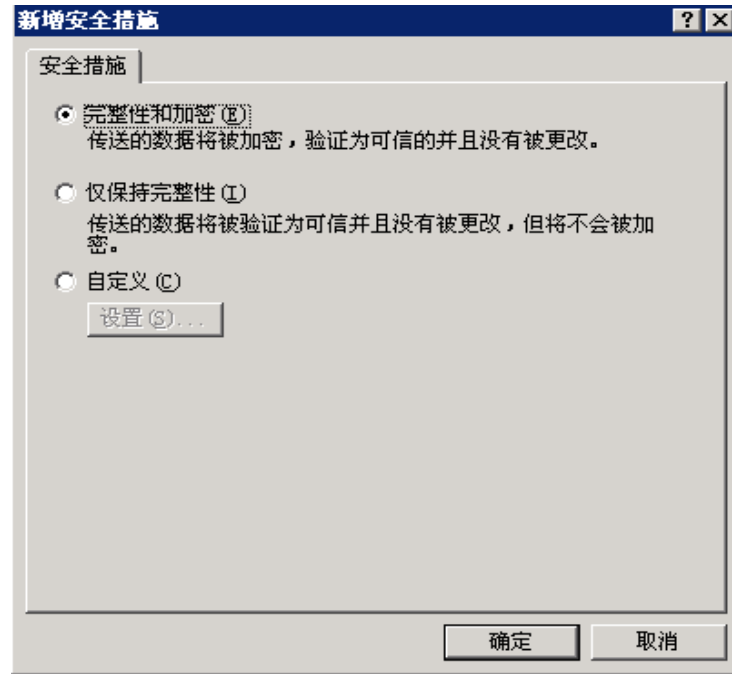 新增安全措施
安全措施
完整性和加密(E)
传送的数据将被加密，验证为可信的并且没有被更改。
仅保持完整性(I)
传送的数据将被验证为可信并且没有被更改，但将不会被加
密。
自定义(C)
设置(S)...
确定 取消